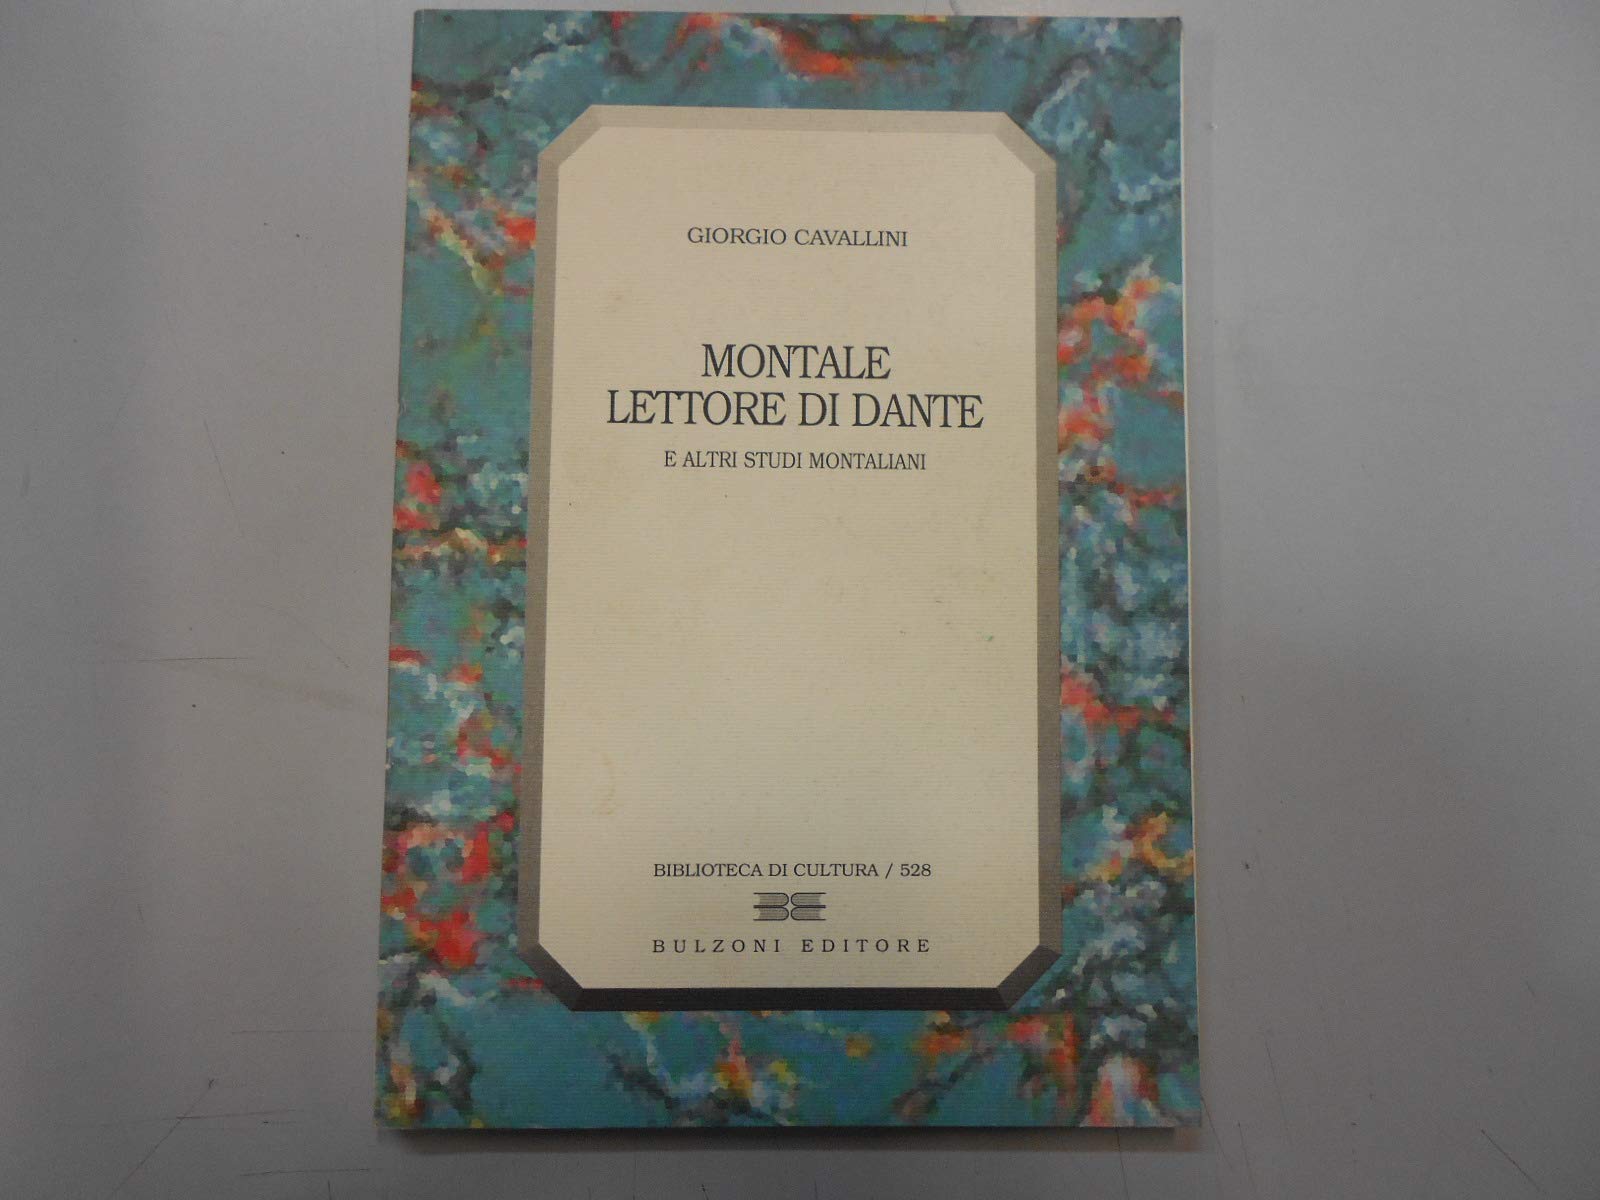 GIORGIO CAVALLINI
MONTALE
LETTORE DI DANTE
E ALTRI STUDI MONTALIANI
BIBLIOTECA DI CULTURA / 528
BULZONI EDITORE